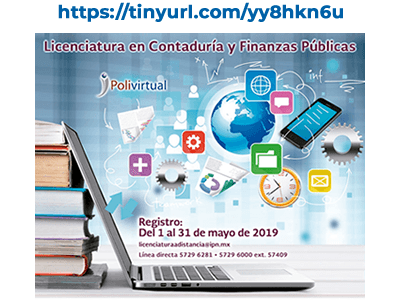 https://tinyurl.com/yy8hkn6u
Licenciatura en Contaduría y Finanzas Públicas
Polivirtual
inf
Registro:
Del 1 al 31 de mayo de 2019
licenciaturaadistancia@ipn.mx
Línea directa 5729 6281 • 5729 6000 ext. 57409